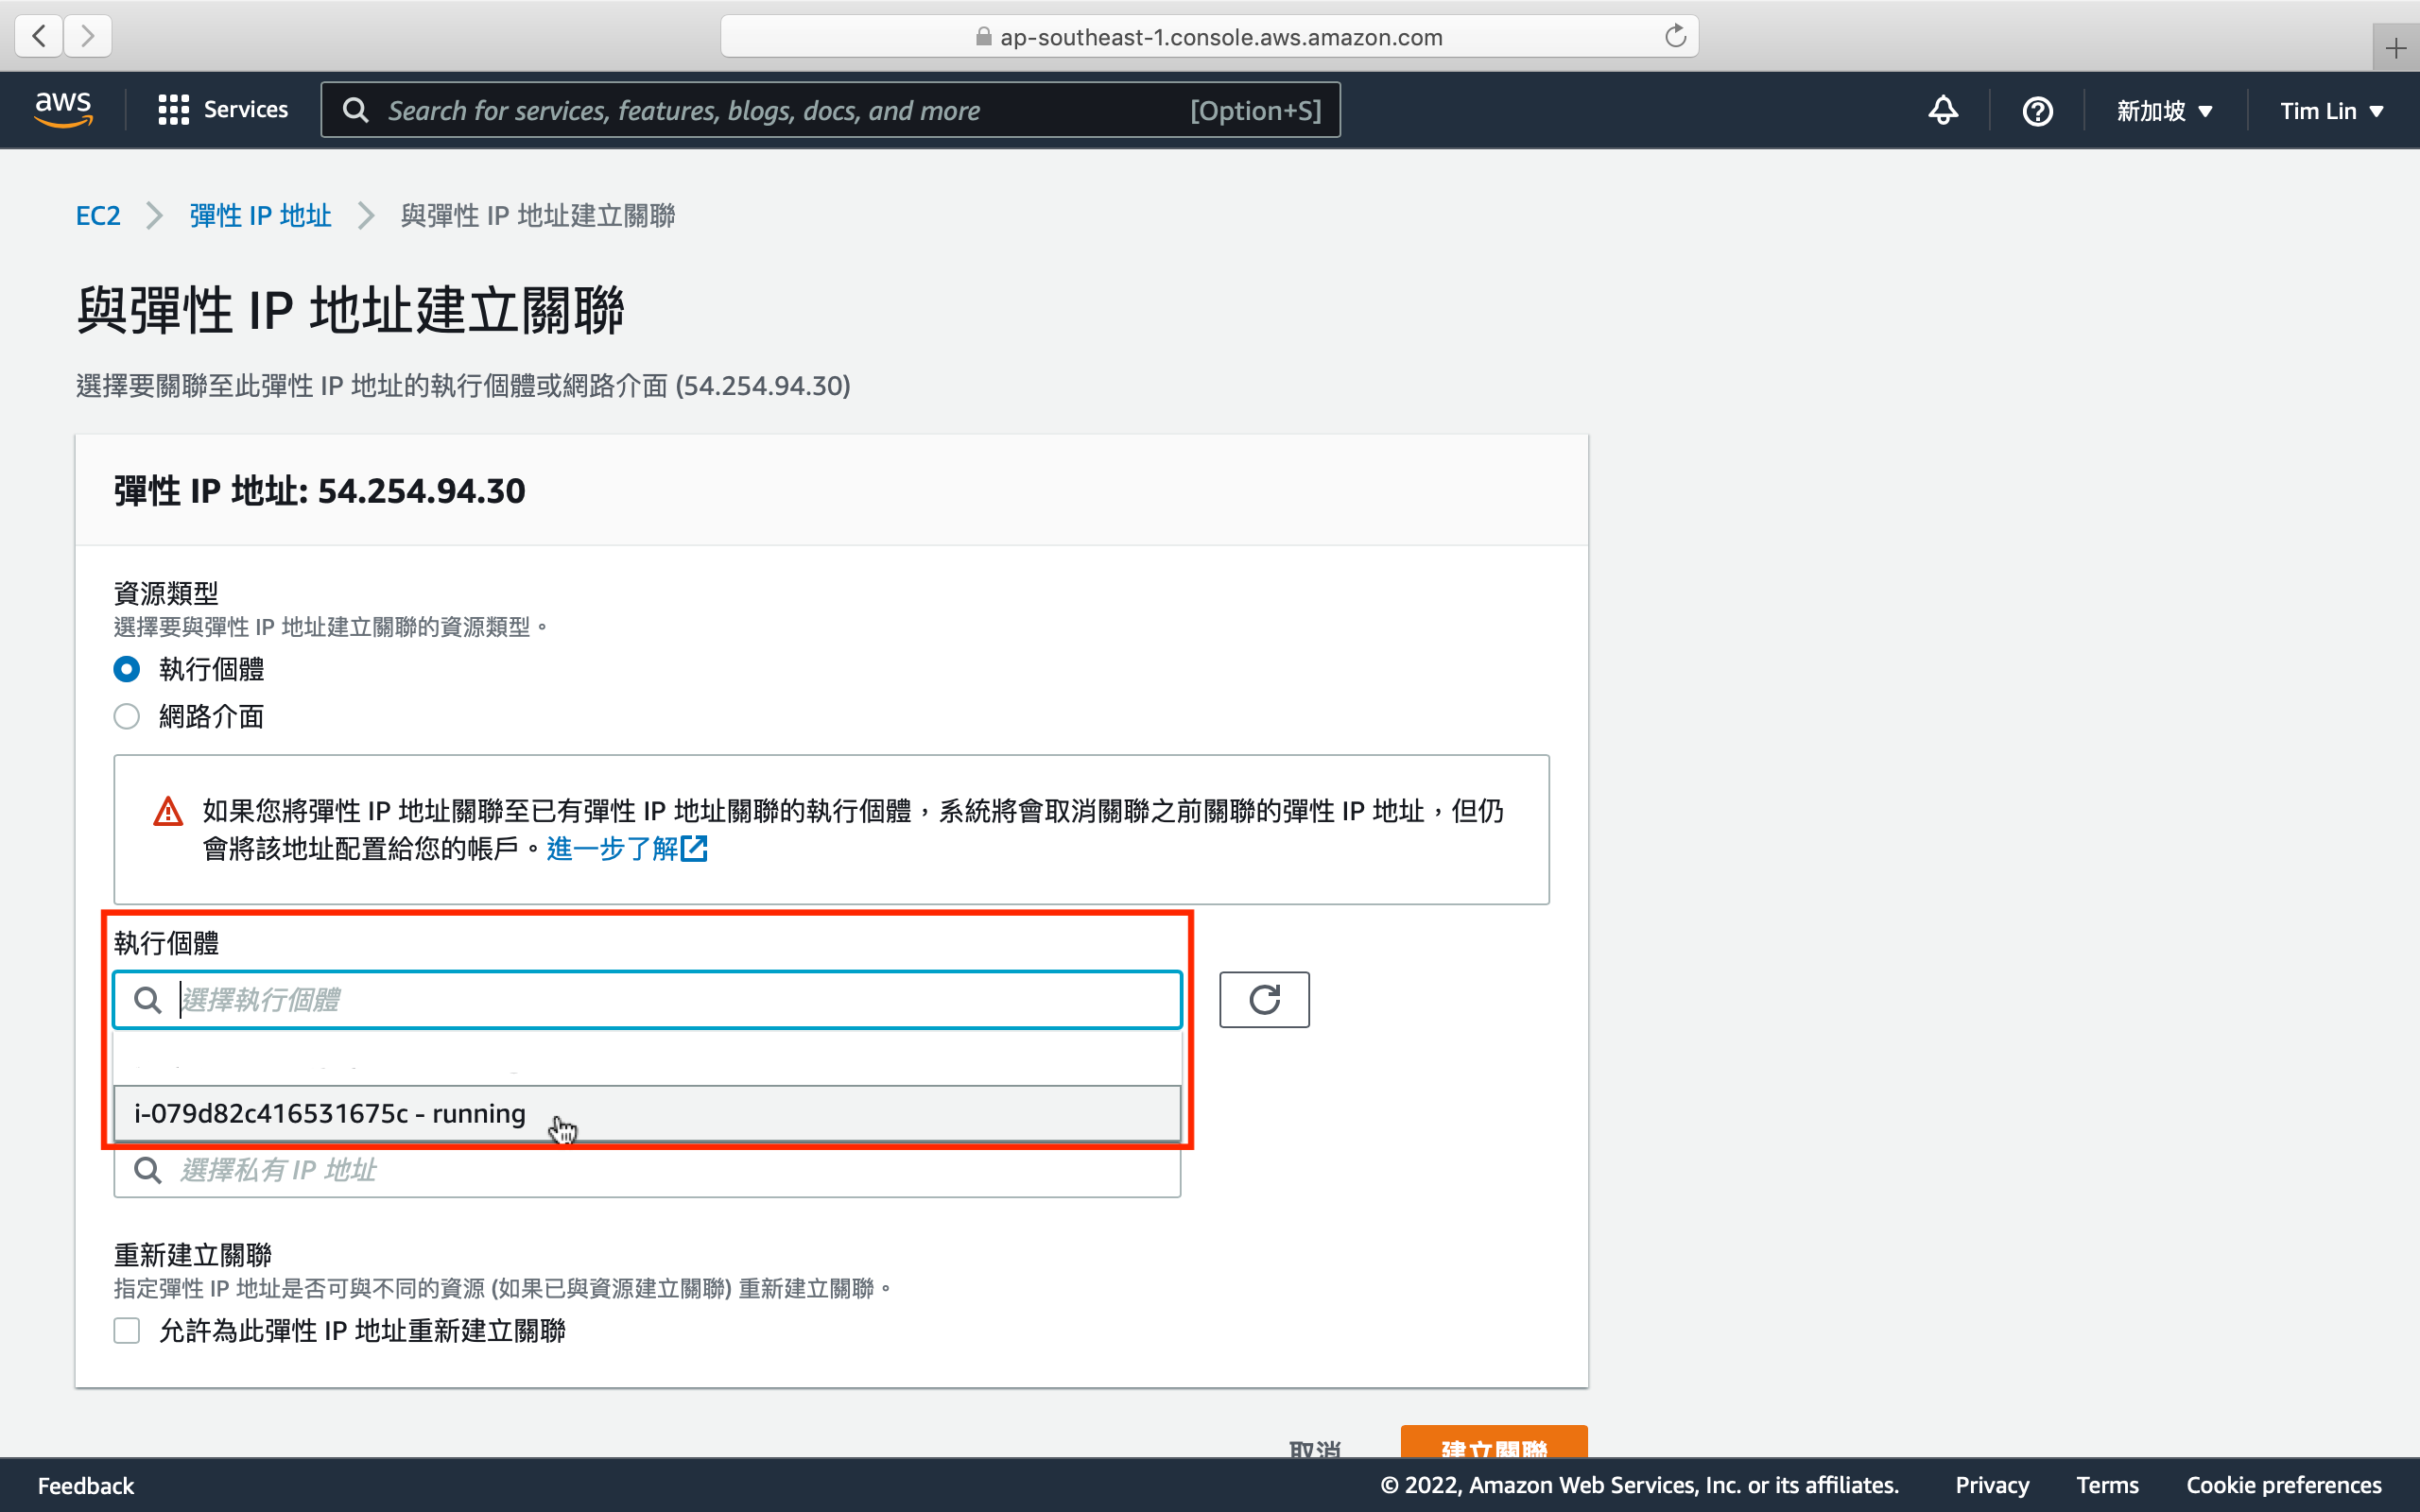 ap-southeast-1.console.aws.amazon.com
aws
Services
Search for services, features, blogs, docs, and more
[Option+S]
新加坡
Tim Lin
EC2
彈性 IP 地址
與彈性 IP 地址建立關聯
與彈性 IP 地址建立關聯
選擇要關聯至此彈性 IP 地址的執行個體或網路介面 (54.254.94.30)
彈性 IP 地址: 54.254.94.30
資源類型
選擇要與彈性 IP 地址建立關聯的資源類型。
執行個體
網路介面
如果您將彈性 IP 地址關聯至已有彈性 IP 地址關聯的執行個體，系統將會取消關聯之前關聯的彈性 IP 地址，但仍
會將該地址配置給您的帳戶。進一步了解
執行個體
選擇執行個體
i-079d82c416531675c - running
選擇私有 IP 地址
重新建立關聯
指定彈性 IP 地址是否可與不同的資源 (如果已與資源建立關聯) 重新建立關聯。
允許為此彈性 IP 地址重新建立關聯
取消
建立關聯
Feedback
© 2022, Amazon Web Services, Inc. or its affiliates.
Privacy
Terms
Cookie preferences